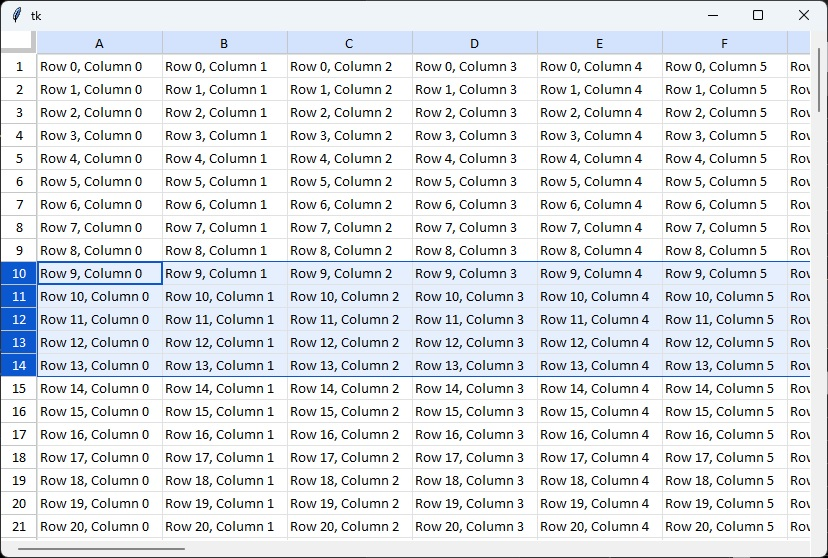 tk
A B C D E F
1 Row 0, Column 0 Row 0, Column 1 Row 0, Column 2 Row 0, Column 3 Row 0, Column 4 Row 0, Column 5 Rov
2 Row 1, Column 0 Row 1, Column 1 Row 1, Column 2 Row 1, Column 3 Row 1, Column 4 Row 1, Column 5 Rov
3 Row 2, Column 0 Row 2, Column 1 Row 2, Column 2 Row 2, Column 3 Row 2, Column 4 Row 2, Column 5 Rov
4 Row 3, Column 0 Row 3, Column 1 Row 3, Column 2 Row 3, Column 3 Row 3, Column 4 Row 3, Column 5 Rov
5 Row 4, Column 0 Row 4, Column 1 Row 4, Column 2 Row 4, Column 3 Row 4, Column 4 Row 4, Column 5 Rov
6 Row 5, Column 0 Row 5, Column 1 Row 5, Column 2 Row 5, Column 3 Row 5, Column 4 Row 5, Column 5 Rov
7 Row 6, Column 0 Row 6, Column 1 Row 6, Column 2 Row 6, Column 3 Row 6, Column 4 Row 6, Column 5 Rov
8 Row 7, Column 0 Row 7, Column 1 Row 7, Column 2 Row 7, Column 3 Row 7, Column 4 Row 7, Column 5 Rov
9 Row 8, Column 0 Row 8, Column 1 Row 8, Column 2 Row 8, Column 3 Row 8, Column 4 Row 8, Column 5 Rov
10 Row 9, Column 0 Row 9, Column 1 Row 9, Column 2 Row 9, Column 3 Row 9, Column 4 Row 9, Column 5 Rov
11 Row 10, Column 0 Row 10, Column 1 Row 10, Column 2 Row 10, Column 3 Row 10, Column 4 Row 10, Column 5 Rov
12 Row 11, Column 0 Row 11, Column 1 Row 11, Column 2 Row 11, Column 3 Row 11, Column 4 Row 11, Column 5 Rov
13 Row 12, Column 0 Row 12, Column 1 Row 12, Column 2 Row 12, Column 3 Row 12, Column 4 Row 12, Column 5 Rov
14 Row 13, Column 0 Row 13, Column 1 Row 13, Column 2 Row 13, Column 3 Row 13, Column 4 Row 13, Column 5 Rov
15 Row 14, Column 0 Row 14, Column 1 Row 14, Column 2 Row 14, Column 3 Row 14, Column 4 Row 14, Column 5 Rov
16 Row 15, Column 0 Row 15, Column 1 Row 15, Column 2 Row 15, Column 3 Row 15, Column 4 Row 15, Column 5 Rov
17 Row 16, Column 0 Row 16, Column 1 Row 16, Column 2 Row 16, Column 3 Row 16, Column 4 Row 16, Column 5 Rov
18 Row 17, Column 0 Row 17, Column 1 Row 17, Column 2 Row 17, Column 3 Row 17, Column 4 Row 17, Column 5 Rov
19 Row 18, Column 0 Row 18, Column 1 Row 18, Column 2 Row 18, Column 3 Row 18, Column 4 Row 18, Column 5 Rov
20 Row 19, Column 0 Row 19, Column 1 Row 19, Column 2 Row 19, Column 3 Row 19, Column 4 Row 19, Column 5 Rov
21 Row 20, Column 0 Row 20, Column 1 Row 20, Column 2 Row 20, Column 3 Row 20, Column 4 Row 20, Column 5 Rov